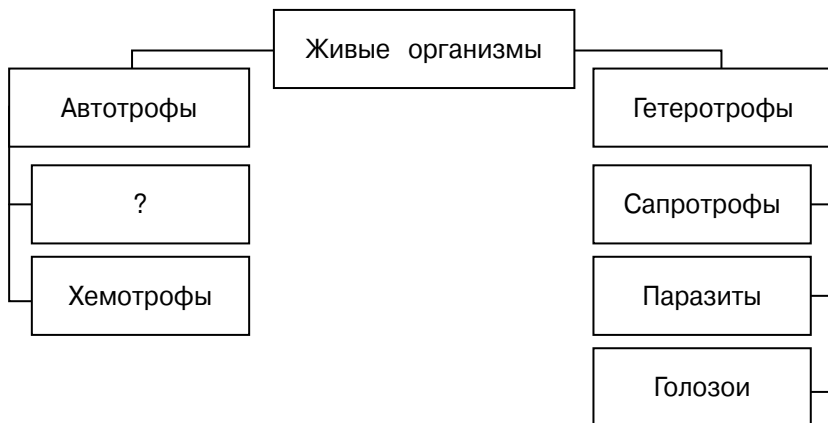 Живые организмы
Автотрофы
Гетеротрофы
?
Сапротрофы
Хемотрофы
Паразиты
Голозои